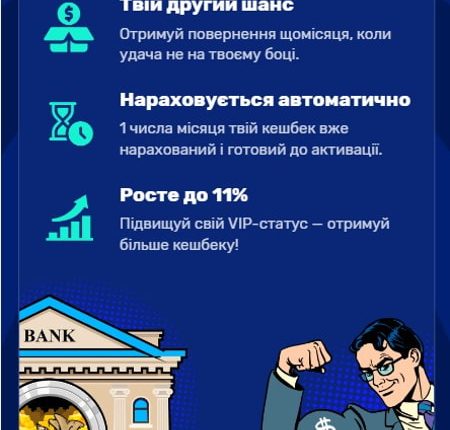 Твій другий шанс
Отримуй повернення щомісяця, коли
удача не на твоєму боці.
Нараховується автоматично
1 числа місяця твій кешбек вже
нарахований і готовий до активації.
Росте до 11%
Підвищуй свій VIP-статус — отримуй
більше кешбеку!
BANK
$
$